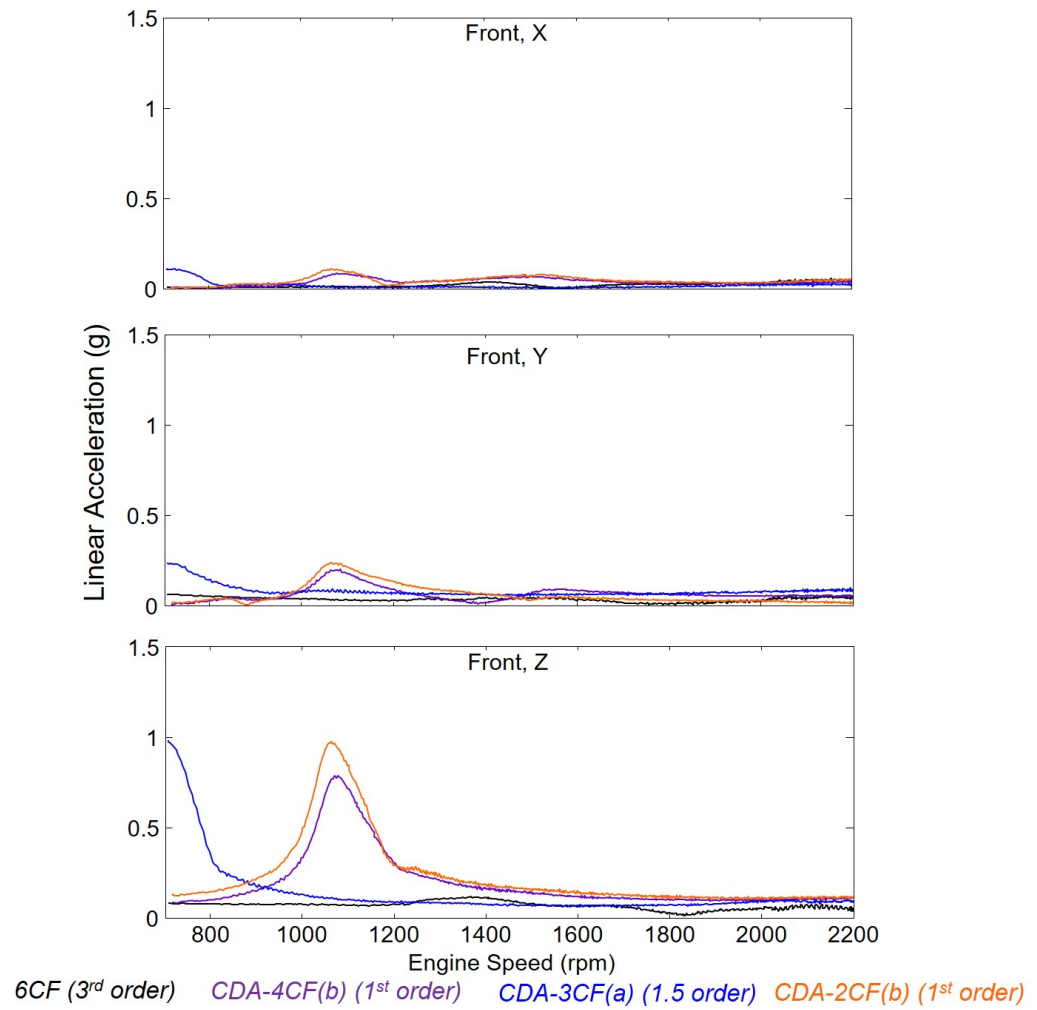 1.5
Front, X
1
0.5
0
1.5
Front, Y
1
0.5
0
Linear Acceleration (g)
1.5
Front, Z
1
0.5
0
800 1000 1200 1400 1600 1800 2000 2200
Engine Speed (rpm)
6CF (3rd order) CDA-4CF(b) (1st order) CDA-3CF(a) (1.5 order) CDA-2CF(b) (1st order)